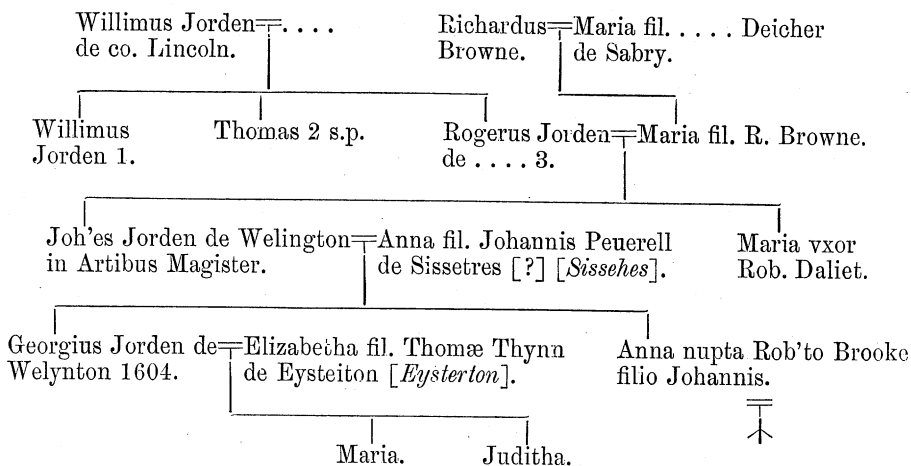 Willimus Jorden=....
de co. Lincoln.
Richardus=Maria fil. ..... Deicher
Browne. de Sabry.
Willimus
Jorden 1.
Thomas 2 s.p.
Rogerus Jorden=Maria fil. R. Browne.
de .... 3.
Joh'es Jorden de Welington=Anna fil. Johannis Peuerell
in Artibus Magister. de Sissetres [?] [Sissehes].
Maria vxor
Rob. Daliet.
Georgius Jorden de=Elizabetha fil. Thomæ Thynn
Welynton 1604. de Eysteiton [Eysterton].
Anna nupta Rob'to Brooke
filio Johannis.
Maria.
Juditha.